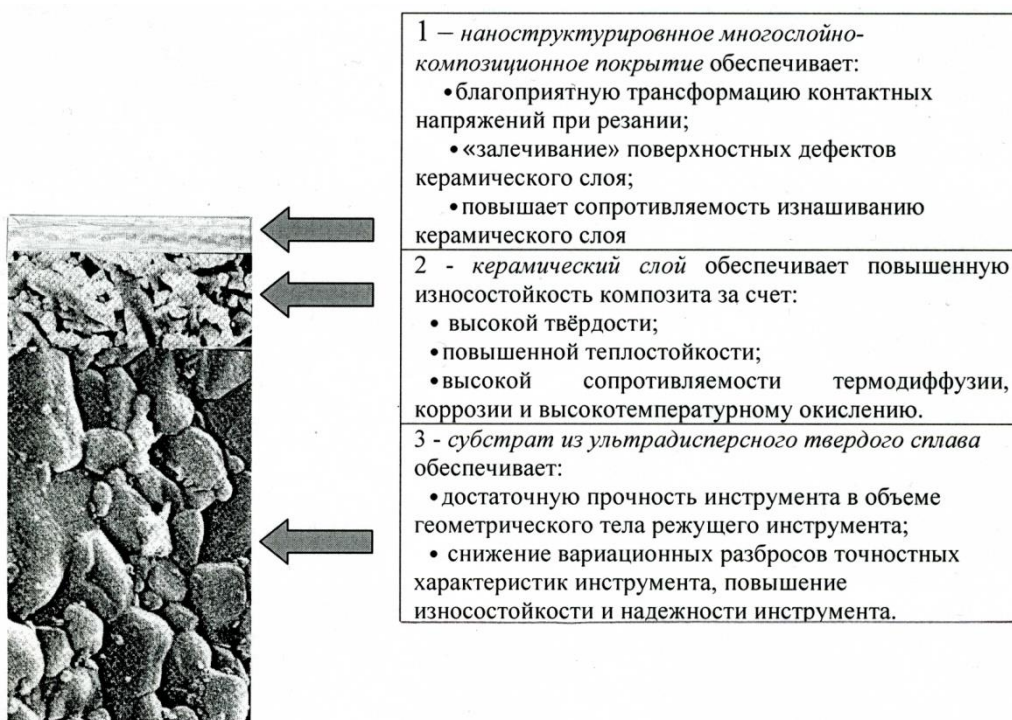 1 – наноструктурировнное многослойно-
композиционное покрытие обеспечивает:
•благоприятную трансформацию контактных
напряжений при резании;
•«залечивание» поверхностных дефектов
керамического слоя;
•повышает сопротивляемость изнашиванию
керамического слоя
2 - керамический слой обеспечивает повышенную
износостойкость композита за счет:
• высокой твёрдости;
•повышенной теплостойкости;
•высокой сопротивляемости термодиффузии,
коррозии и высокотемпературному окислению.
3 - субстрат из ультрадисперсного твердого сплава
обеспечивает:
•достаточную прочность инструмента в объеме
геометрического тела режущего инструмента;
• снижение вариационных разбросов точностных
характеристик инструмента, повышение
износостойкости и надежности инструмента.